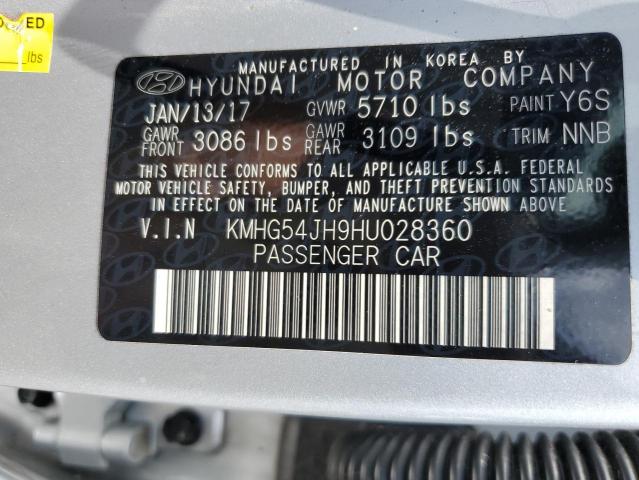 lbs
MANUFACTURED IN KOREA BY
HYUNDAI MOTOR COMPANY
JAN/13/17 GVWR 5710 lbs PAINT Y6S
GAWR FRONT 3086 lbs GAWR REAR 3109 lbs TRIM NNB
THIS VEHICLE CONFORMS TO ALL APPLICABLE U.S.A. FEDERAL
MOTOR VEHICLE SAFETY, BUMPER, AND THEFT PREVENTION STANDARDS
IN EFFECT ON THE DATE OF MANUFACTURE SHOWN ABOVE
V.I.N KMHG54JH9HU028360
PASSENGER CAR